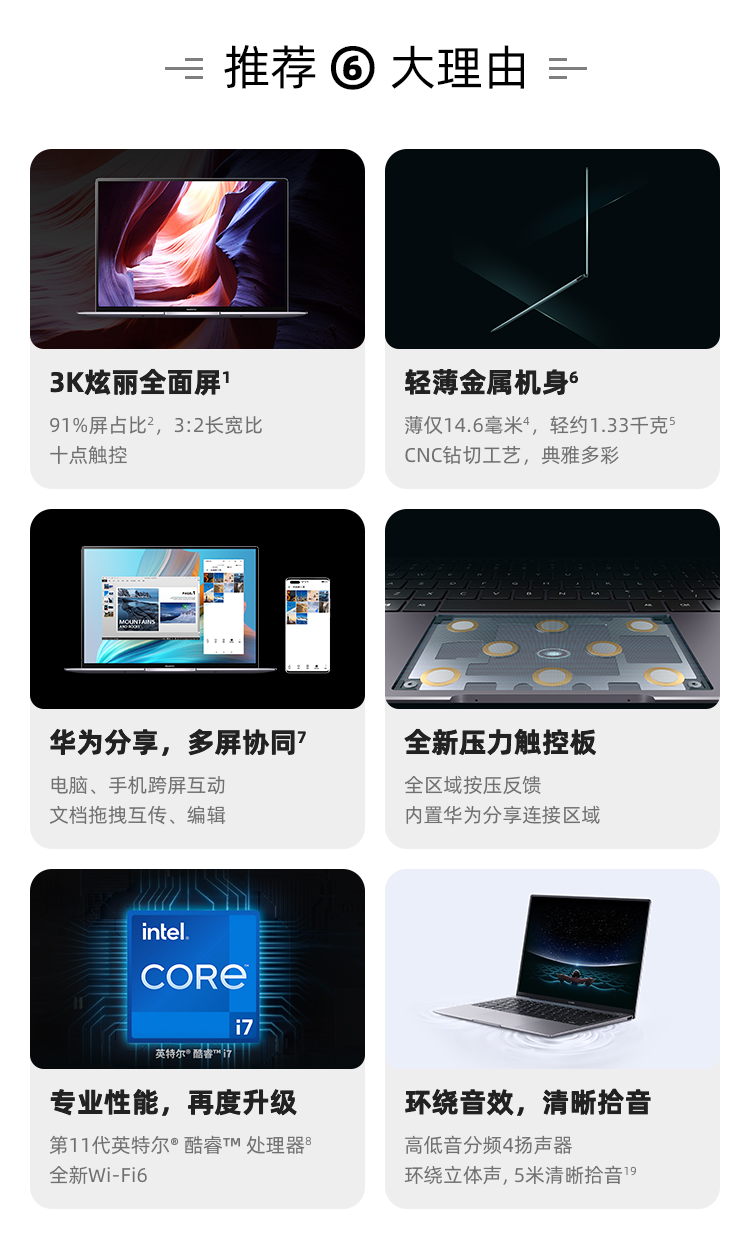 推荐 ⑥ 大理由
3K炫丽全面屏¹
91%屏占比²，3:2长宽比
十点触控
轻薄金属机身⁶
薄仅14.6毫米⁴，轻约1.33千克⁵
CNC钻切工艺，典雅多彩
MOUNTAINS
华为分享，多屏协同⁷
电脑、手机跨屏互动
文档拖拽互传、编辑
全新压力触控板
全区域按压反馈
内置华为分享连接区域
intel.
CORE™
i7
英特尔® 酷睿™ i7
专业性能，再度升级
第11代英特尔® 酷睿™ 处理器⁸
全新Wi-Fi6
环绕音效，清晰拾音
高低音分频4扬声器
环绕立体声, 5米清晰拾音¹⁹